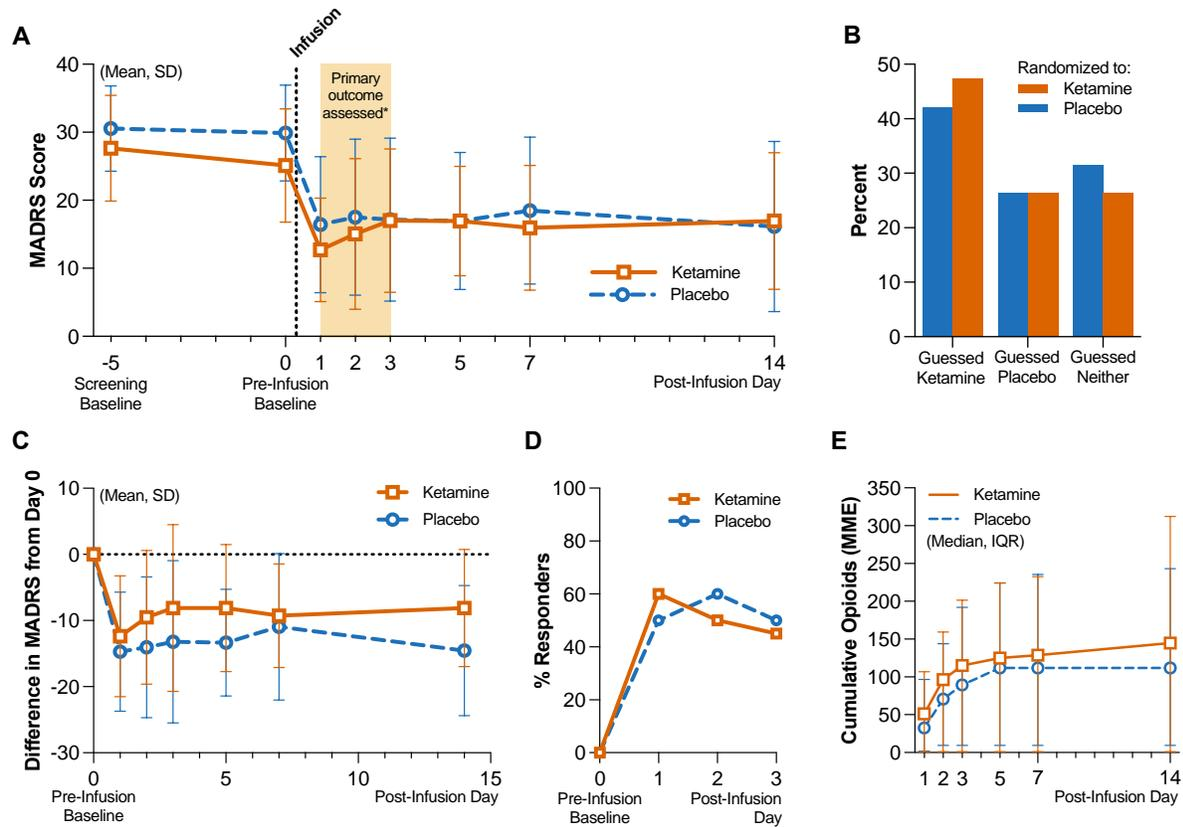 A
Infusion
(Mean, SD)
Primary
outcome
assessed*
MADRS Score
40
30
20
10
0
Ketamine
Placebo
-5
0
1
2
3
5
7
14
Screening
Baseline
Pre-Infusion
Baseline
Post-Infusion Day
B
Randomized to:
Ketamine
Placebo
Percent
50
40
30
20
10
0
Guessed
Ketamine
Guessed
Placebo
Guessed
Neither
C
(Mean, SD)
Ketamine
Placebo
Difference in MADRS from Day 0
10
0
-10
-20
-30
0
5
10
15
Pre-Infusion
Baseline
Post-Infusion Day
D
Ketamine
Placebo
% Responders
100
80
60
40
20
0
0
1
2
3
Pre-Infusion
Baseline
Post-Infusion
Day
E
Ketamine
Placebo
(Median, IQR)
Cumulative Opioids (MME)
350
300
250
200
150
100
50
0
1
2
3
5
7
14
Post-Infusion Day